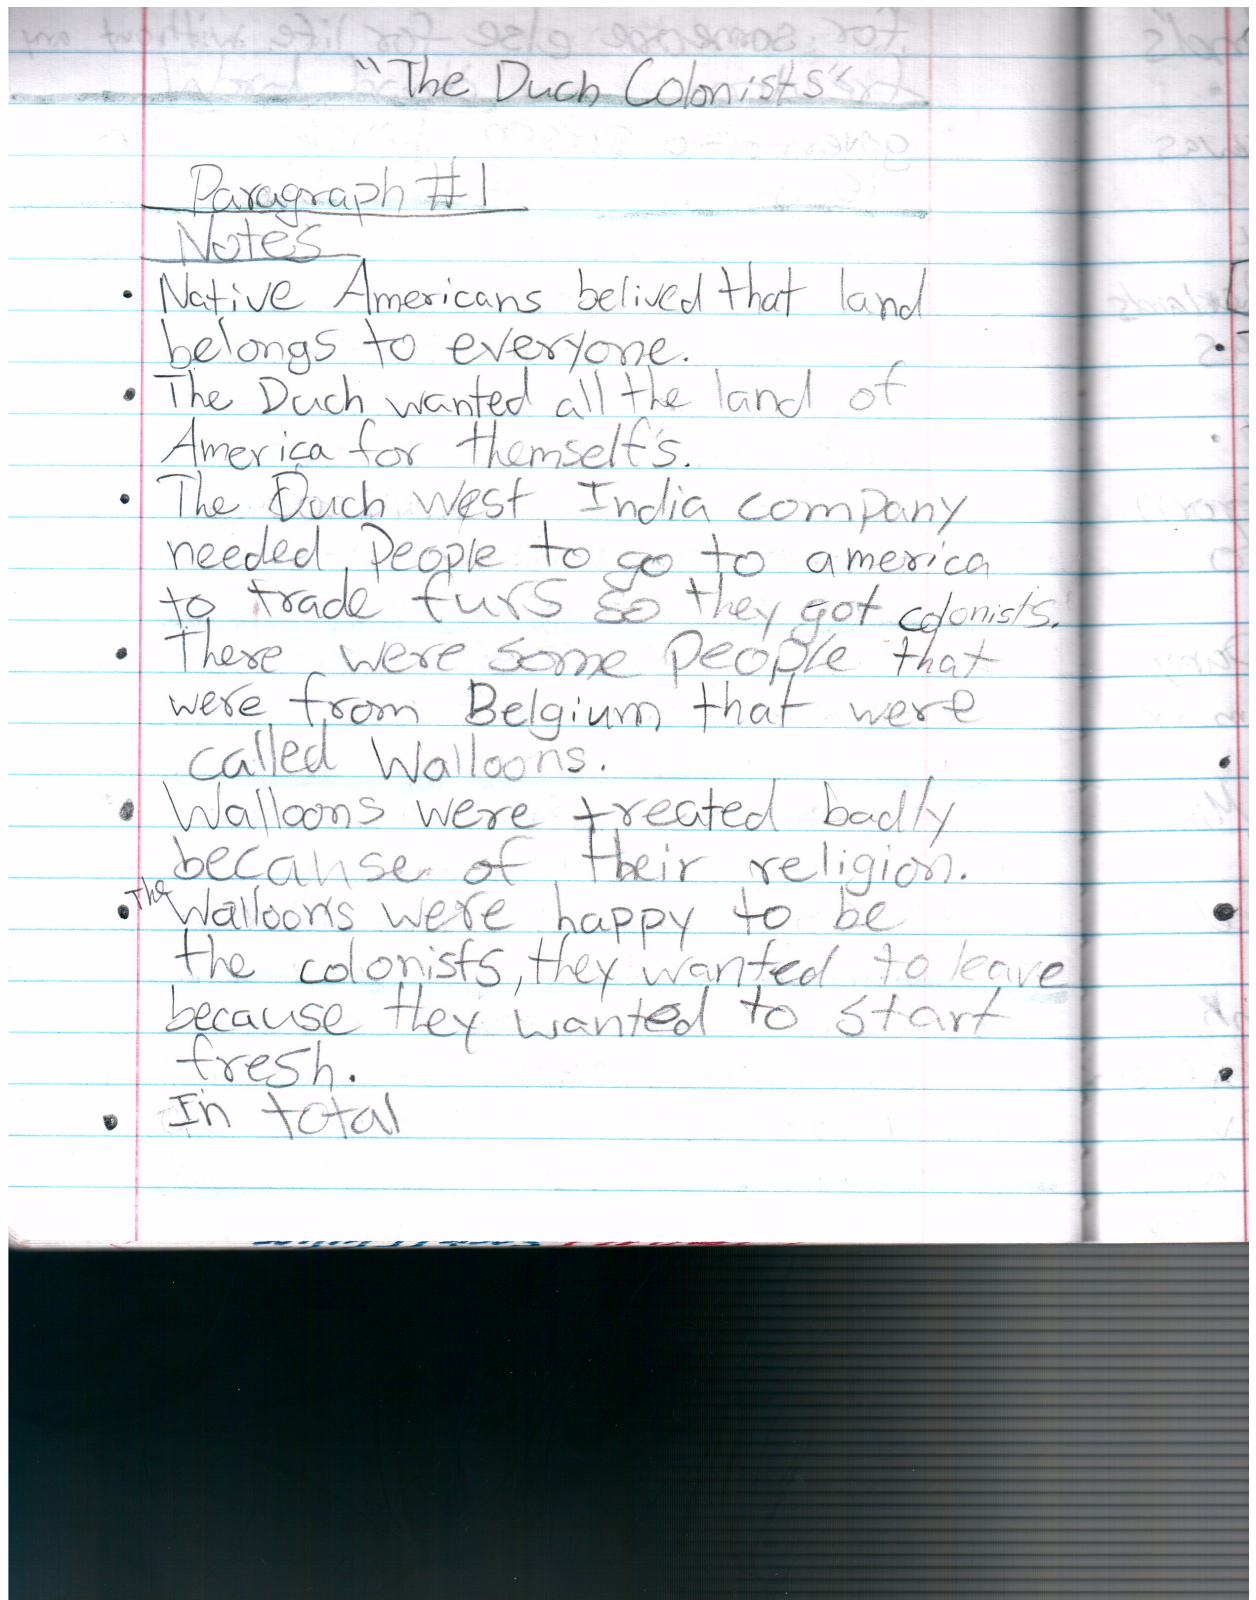 "The Duch Colonists"
Paragraph #1
Notes
• Native Americans belived that land
belongs to everyone.
• The Duch wanted all the land of
America for themself's.
• The Duch West India company
needed People to go to america
to trade furs so they got colonists.
• There were some People that
were from Belgium that were
called Walloons.
• Walloons were treated badly
because of their religion.
• The Walloons were happy to be
the colonists, they wanted to leave
because they wanted to start
fresh.
• In total